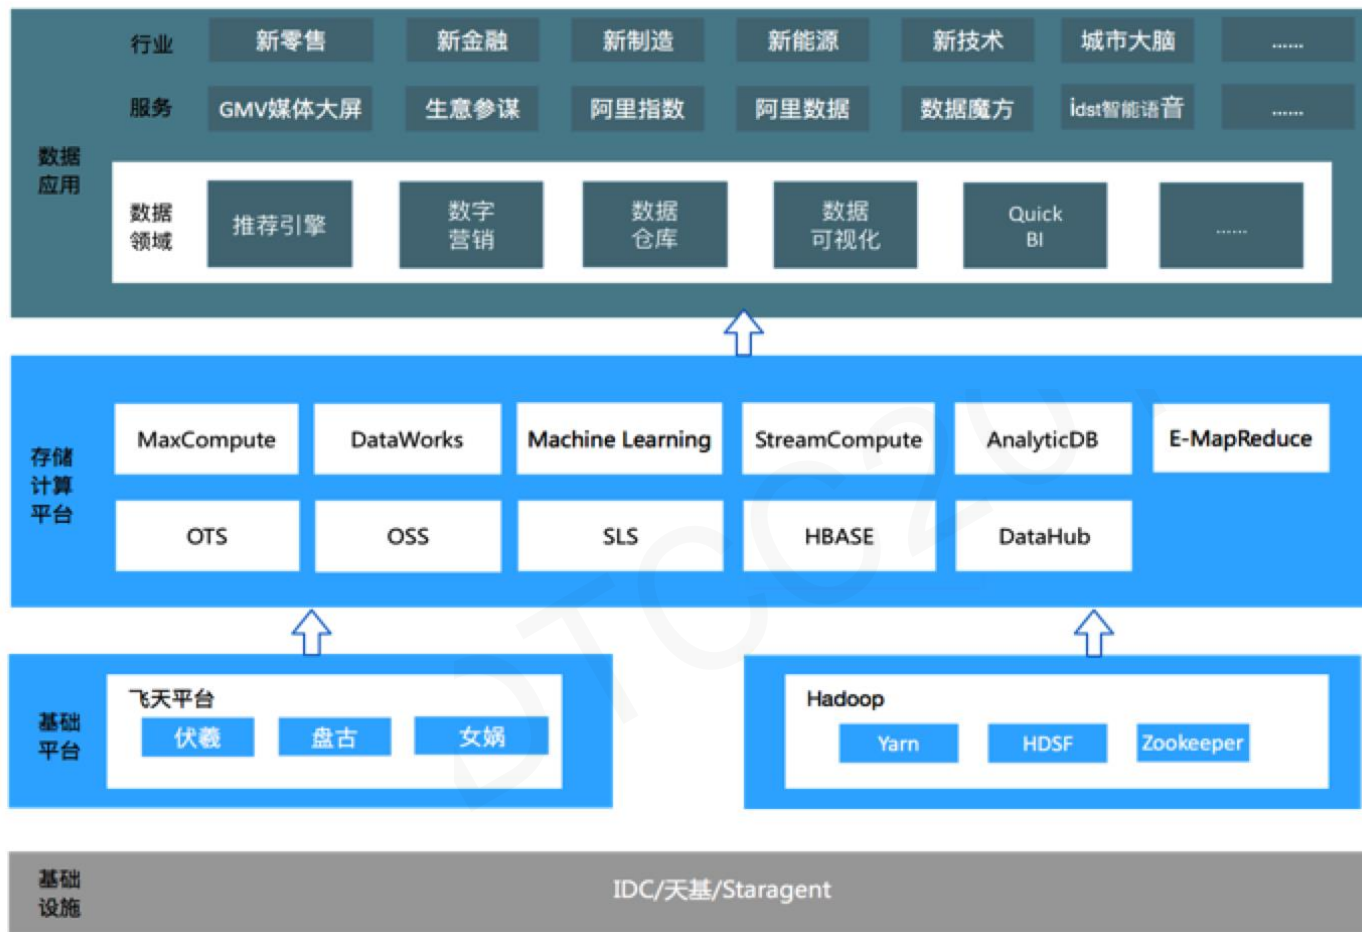 行业 新零售 新金融 新制造 新能源 新技术 城市大脑 ......
服务 GMV媒体大屏 生意参谋 阿里指数 阿里数据 数据魔方 idst智能语音 ......
数据
应用
数据
领域
推荐引擎
数字
营销
数据
仓库
数据
可视化
Quick
BI
......
存储
计算
平台
MaxCompute DataWorks Machine Learning StreamCompute AnalyticDB E-MapReduce
OTS OSS SLS HBASE DataHub
基础
平台
飞天平台
伏羲 盘古 女娲
Hadoop
Yarn HDSF Zookeeper
基础
设施
IDC/天基/Staragent